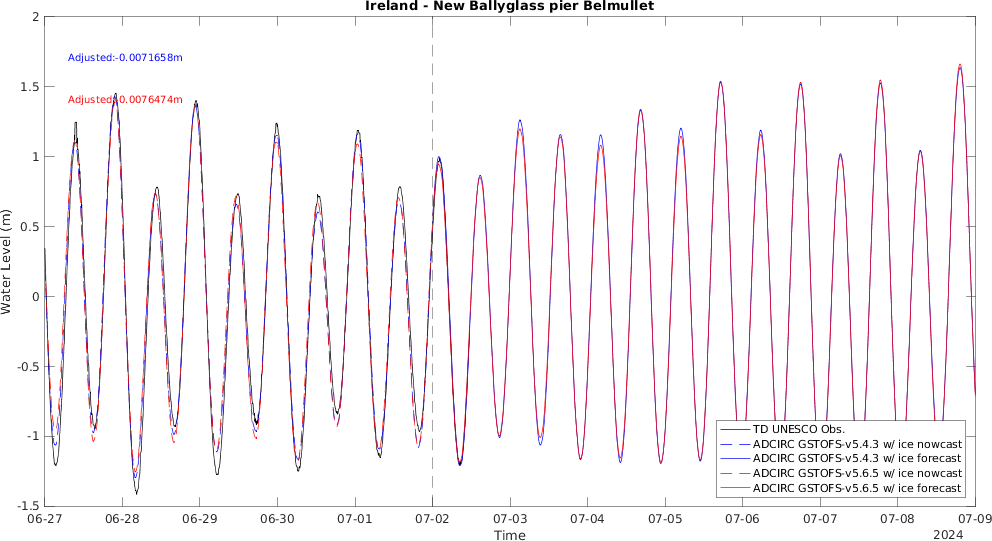 Ireland - New Ballyglass pier Belmullet
Adjusted:-0.0071658m
Adjusted:-0.0076474m
Water Level (m)
2
1.5
1
0.5
0
-0.5
-1
-1.5
TD UNESCO Obs.
ADCIRC GSTOFS-v5.4.3 w/ ice nowcast
ADCIRC GSTOFS-v5.4.3 w/ ice forecast
ADCIRC GSTOFS-v5.6.5 w/ ice nowcast
ADCIRC GSTOFS-v5.6.5 w/ ice forecast
06-27 06-28 06-29 06-30 07-01 07-02 07-03 07-04 07-05 07-06 07-07 07-08 07-09
Time
2024